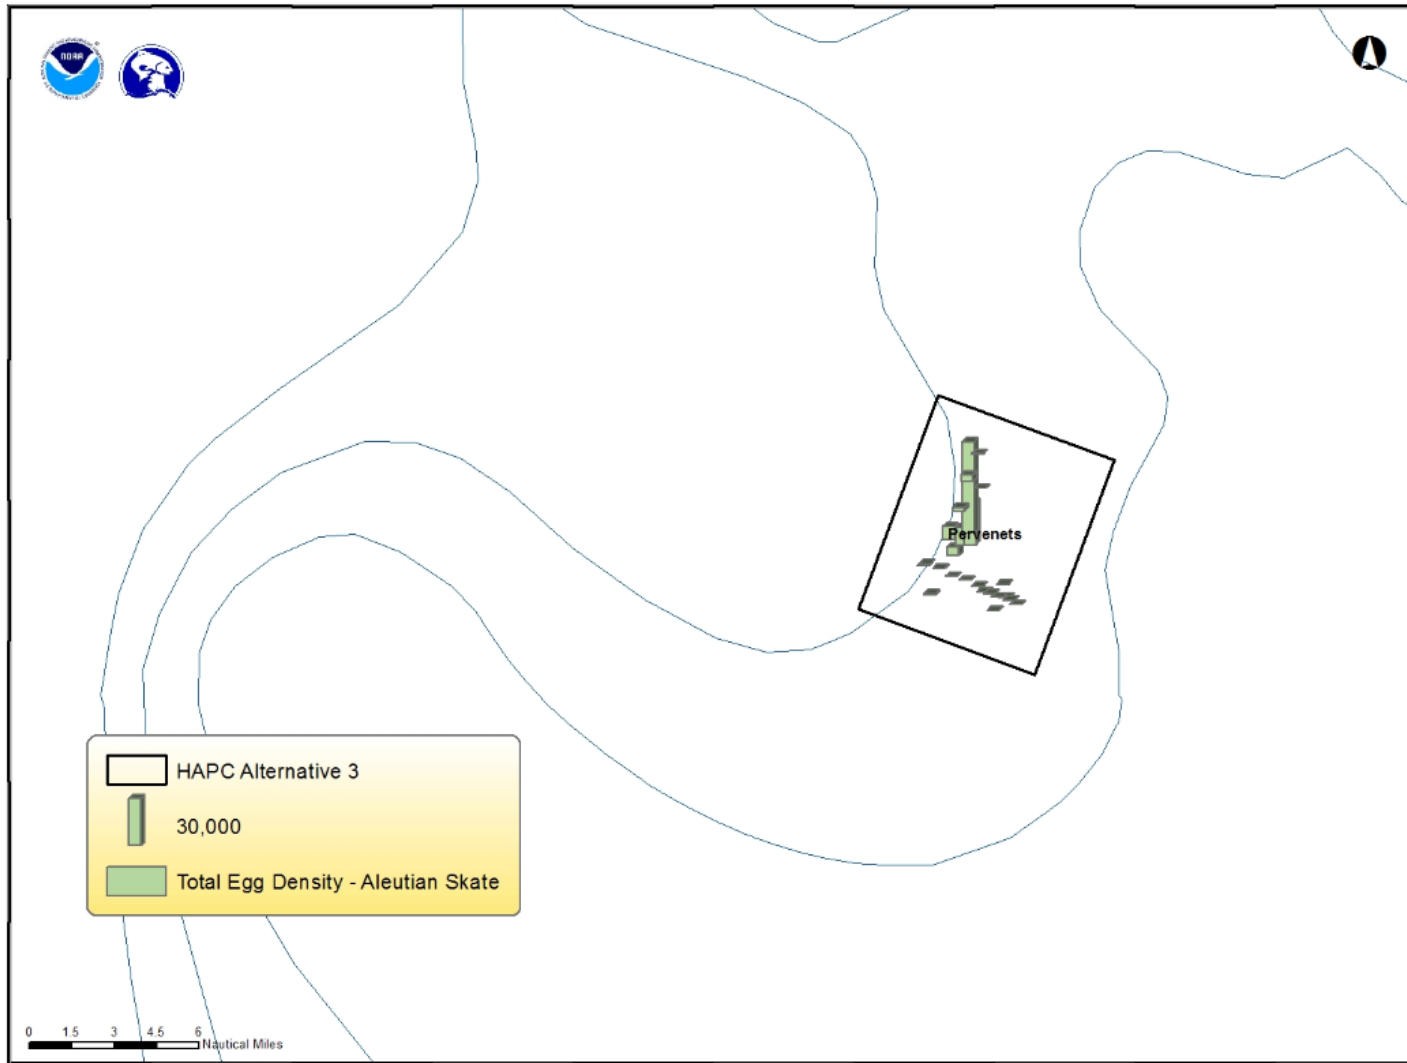 NOAA
Pervenets
HAPC Alternative 3
30,000
Total Egg Density - Aleutian Skate
0 1.5 3 4.5 6
Nautical Miles